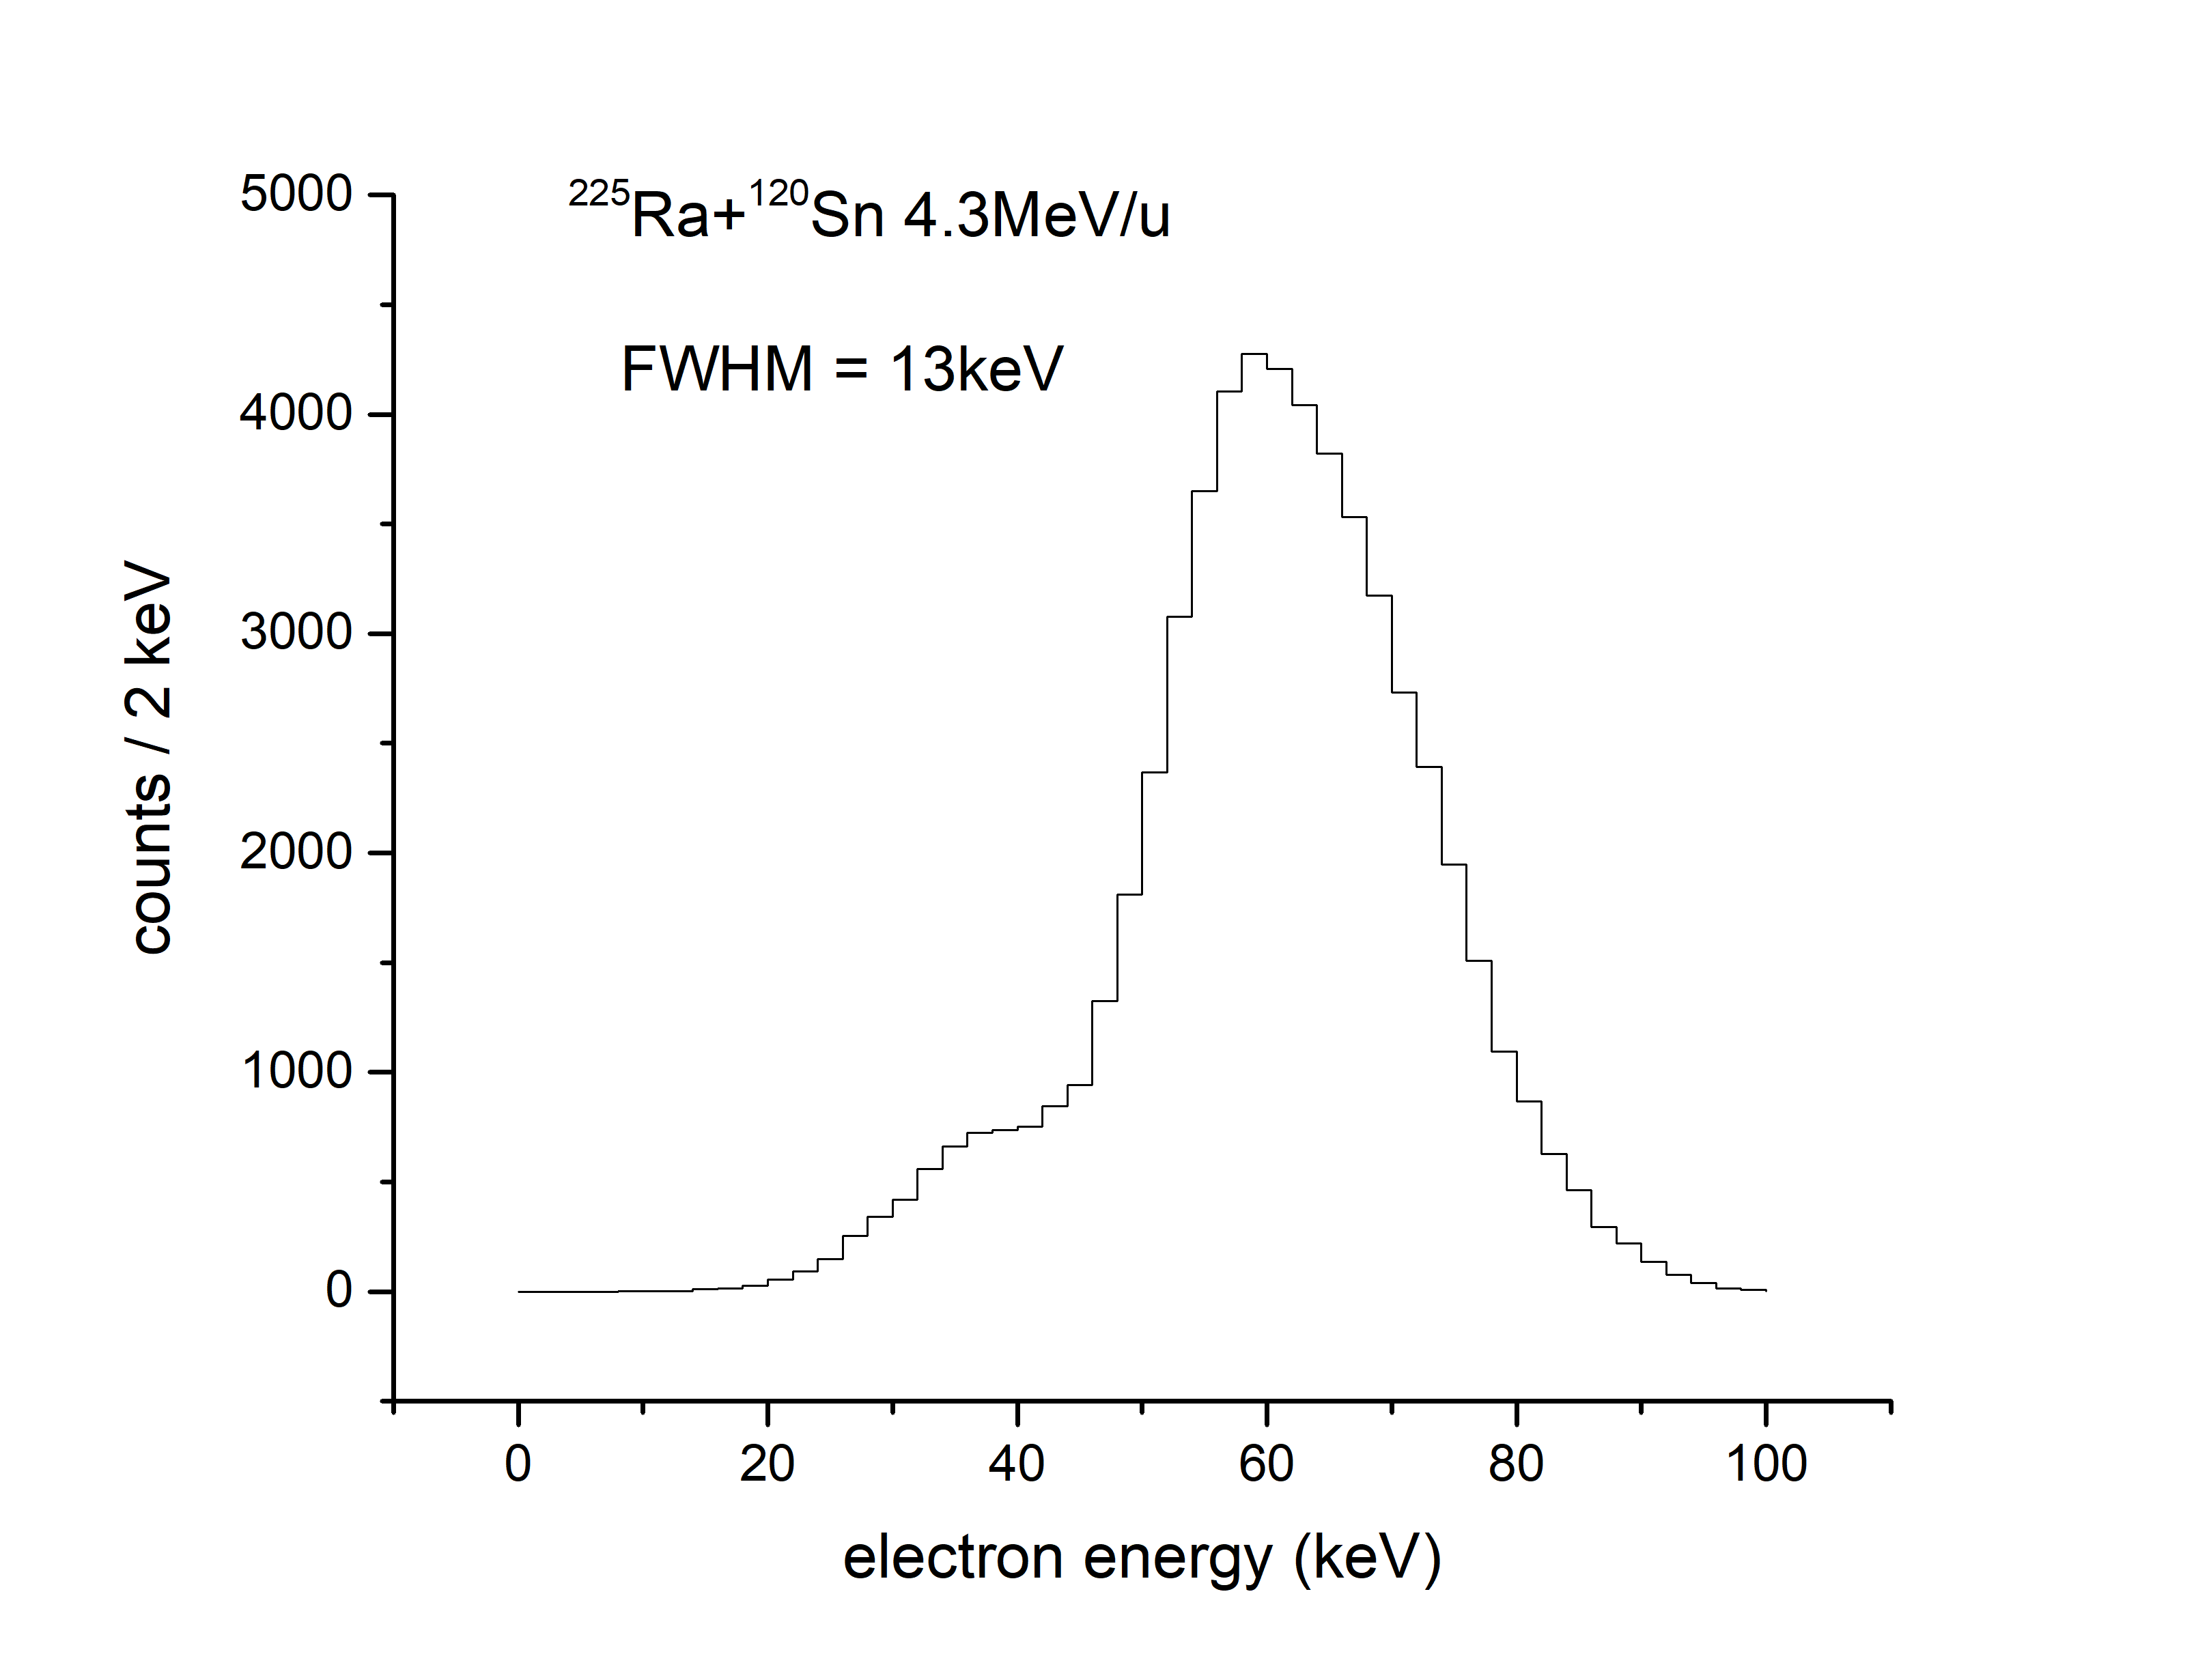 ²²⁵Ra+¹²⁰Sn 4.3MeV/u
FWHM = 13keV
5000
4000
3000
2000
1000
0
counts / 2 keV
0 20 40 60 80 100
electron energy (keV)